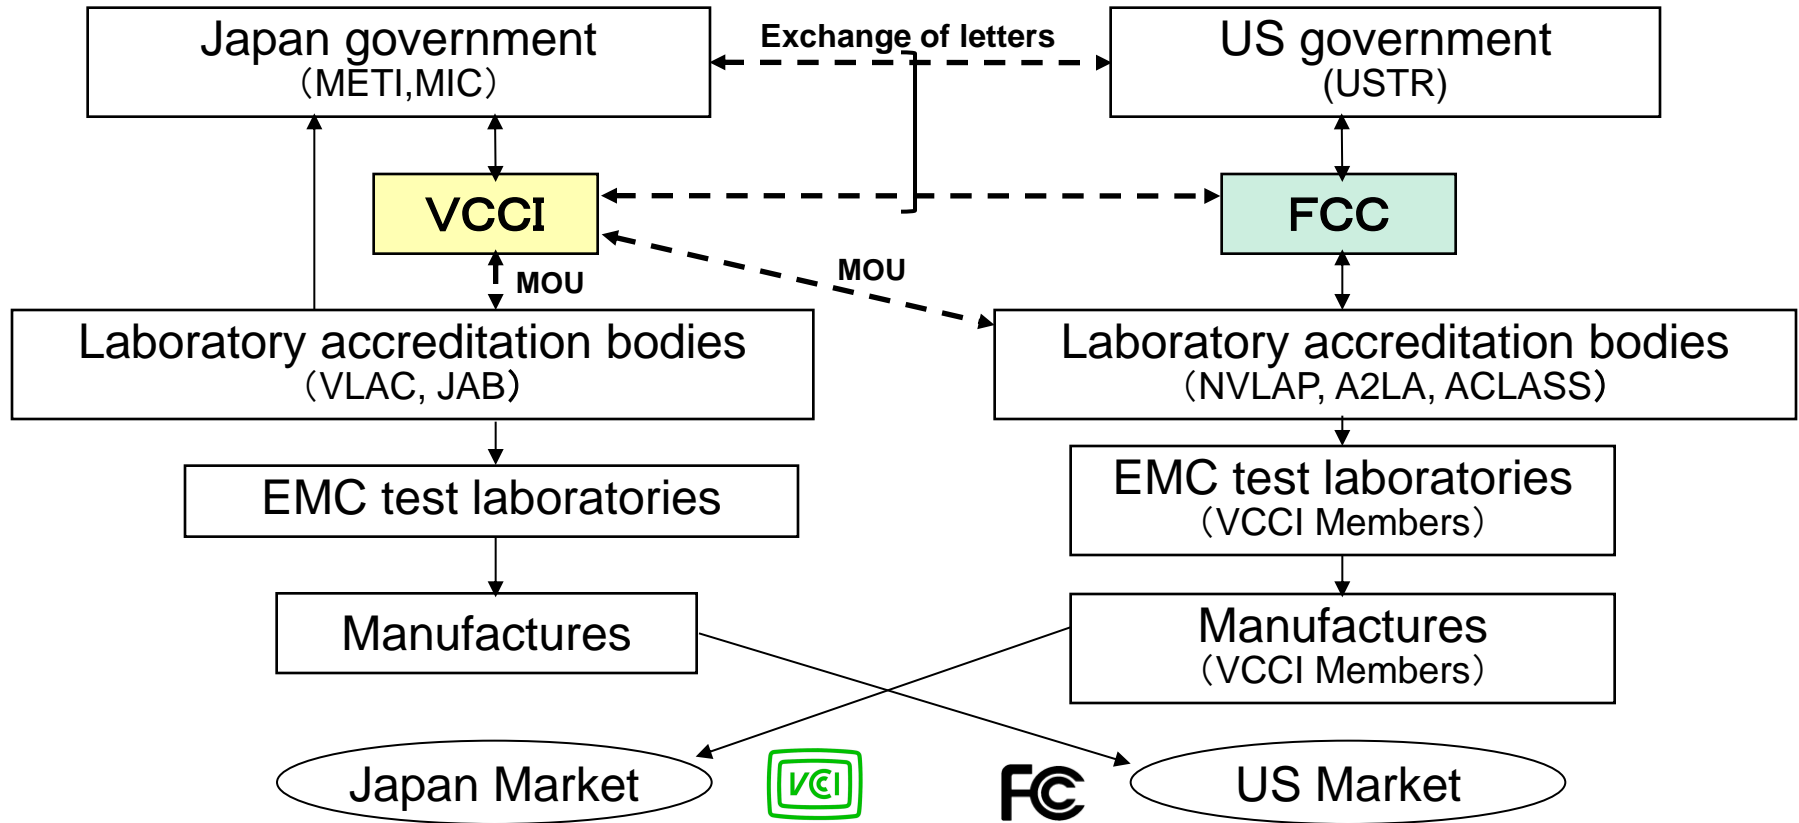 Japan government
（METI,MIC）
Exchange of letters
US government
(USTR)
VCCI
FCC
MOU
MOU
Laboratory accreditation bodies
（VLAC, JAB）
Laboratory accreditation bodies
（NVLAP, A2LA, ACLASS）
EMC test laboratories
EMC test laboratories
（VCCI Members）
Manufactures
Manufactures
（VCCI Members）
Japan Market
VCCI
FCC
US Market